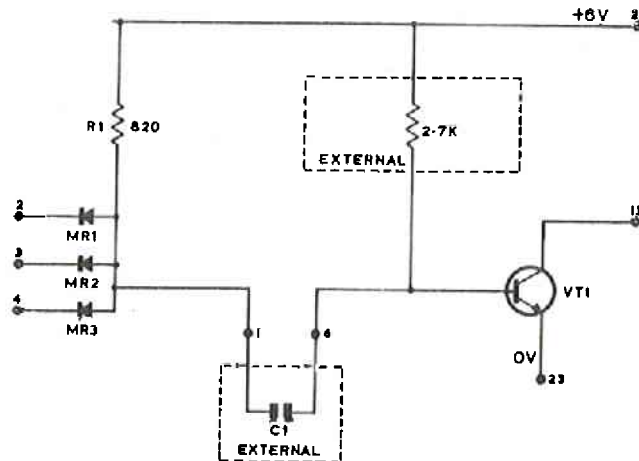 +6V
R1 820
2-7K
EXTERNAL
2
MR1
3
MR2
4
MR3
VT1
1
6
0V
23
C1
EXTERNAL